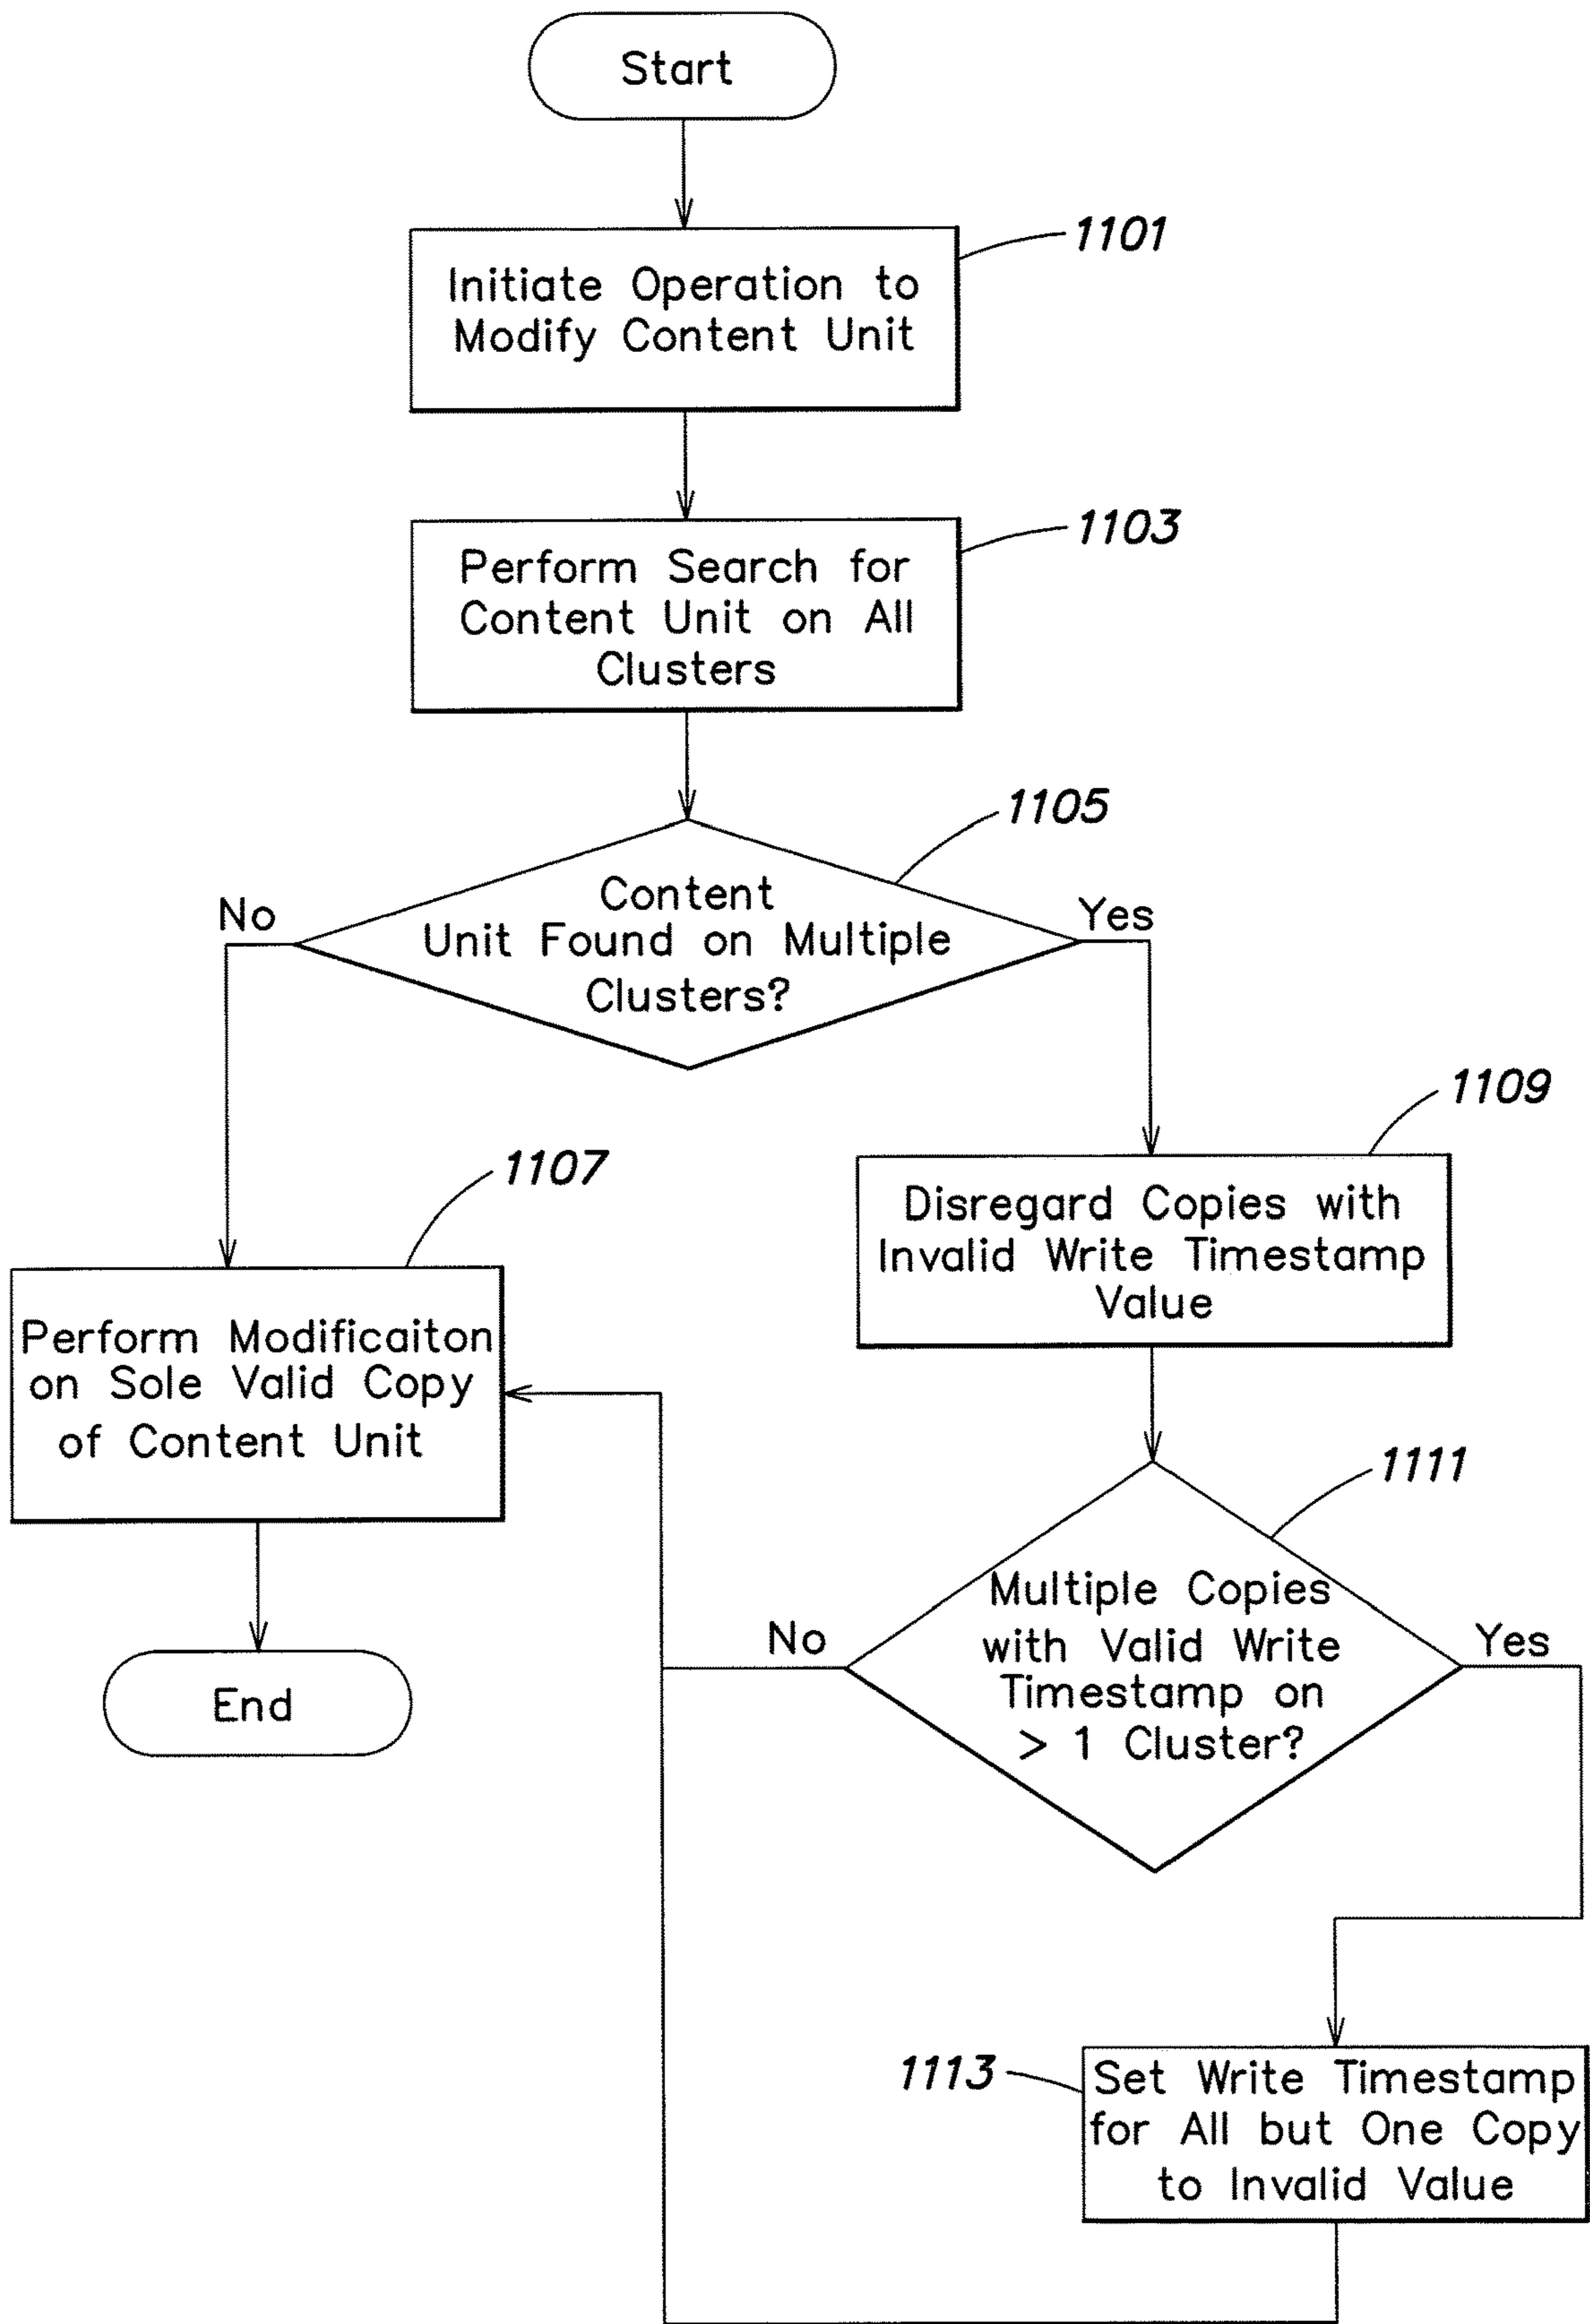 Start
1101
Initiate Operation to
Modify Content Unit
1103
Perform Search for
Content Unit on All
Clusters
1105
Content
Unit Found on Multiple
Clusters?
No
Yes
1109
Disregard Copies with
Invalid Write Timestamp
Value
1107
Perform Modificaiton
on Sole Valid Copy
of Content Unit
End
1111
Multiple Copies
with Valid Write
Timestamp on
> 1 Cluster?
No
Yes
1113
Set Write Timestamp
for All but One Copy
to Invalid Value